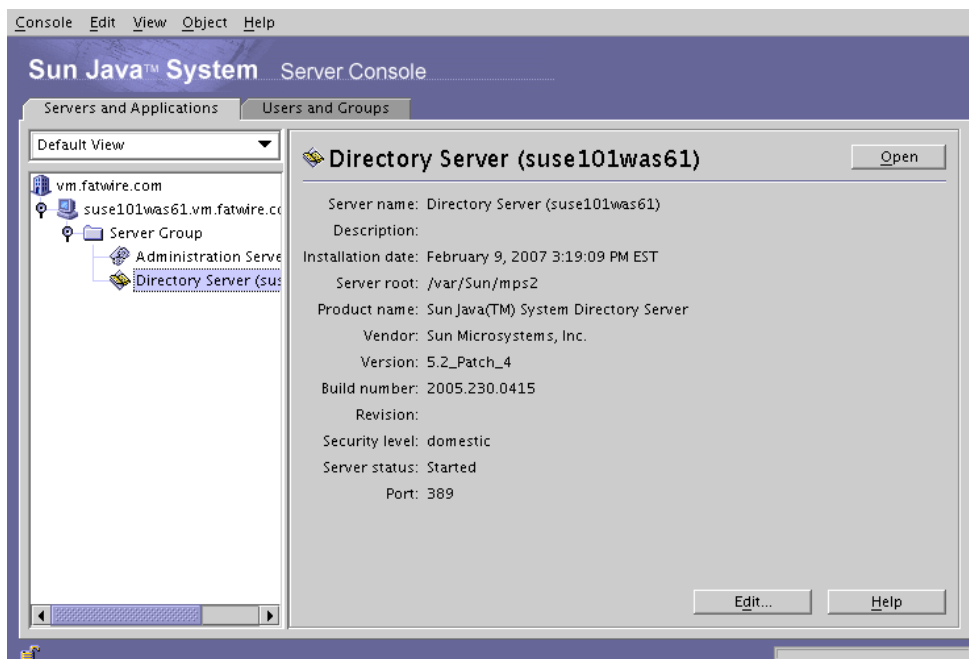 Console Edit View Object Help
Sun Java™ System Server Console
Servers and Applications Users and Groups
Default View
vm.fatwire.com
suse101was61.vm.fatwire.co
Server Group
Administration Serve
Directory Server (sus
Directory Server (suse101was61)
Open
Server name: Directory Server (suse101was61)
Description:
Installation date: February 9, 2007 3:19:09 PM EST
Server root: /var/Sun/mps2
Product name: Sun Java(TM) System Directory Server
Vendor: Sun Microsystems, Inc.
Version: 5.2_Patch_4
Build number: 2005.230.0415
Revision:
Security level: domestic
Server status: Started
Port: 389
Edit... Help